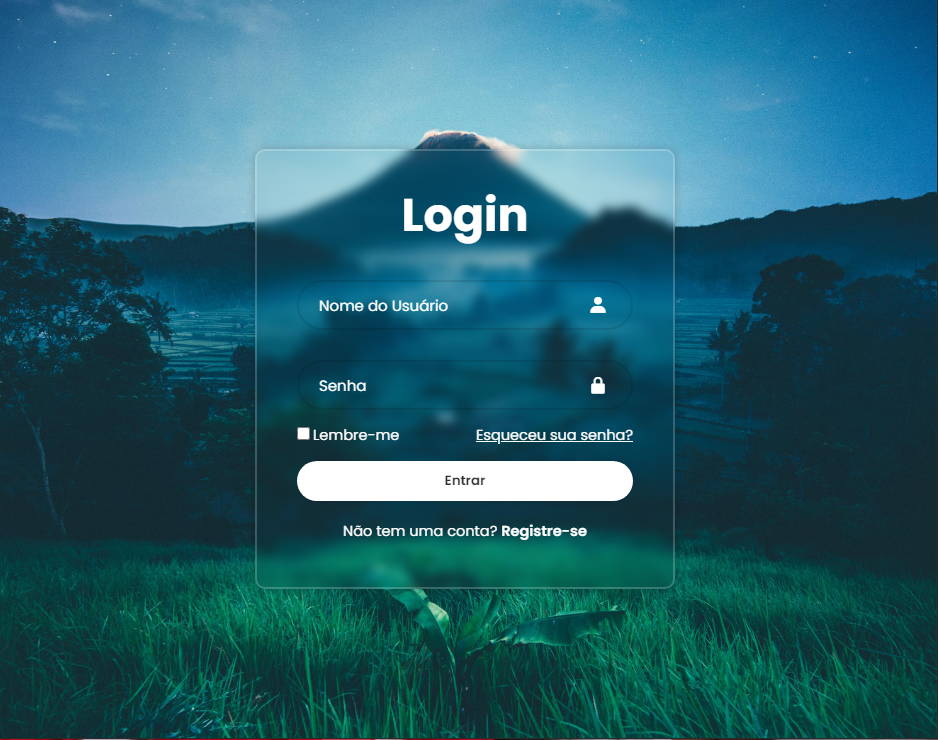 Login
Nome do Usuário
Senha
Lembre-me Esqueceu sua senha?
Entrar
Não tem uma conta? Registre-se